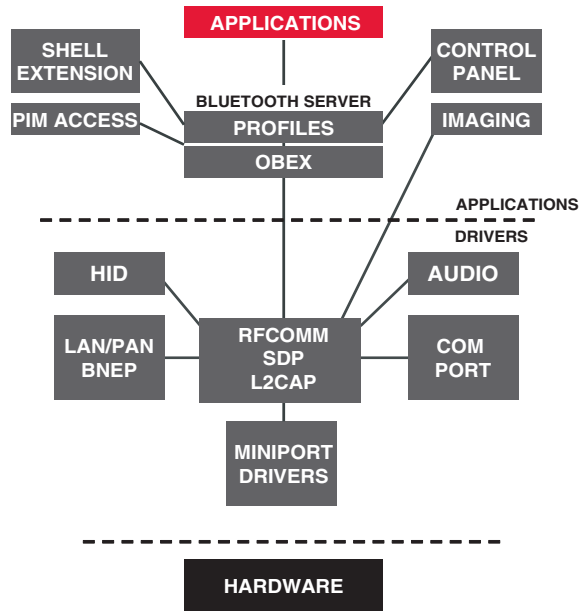 APPLICATIONS
SHELL
EXTENSION
CONTROL
PANEL
BLUETOOTH SERVER
PIM ACCESS
PROFILES
IMAGING
OBEX
APPLICATIONS
DRIVERS
HID
AUDIO
LAN/PAN
BNEP
RFCOMM
SDP
L2CAP
COM
PORT
MINIPORT
DRIVERS
HARDWARE